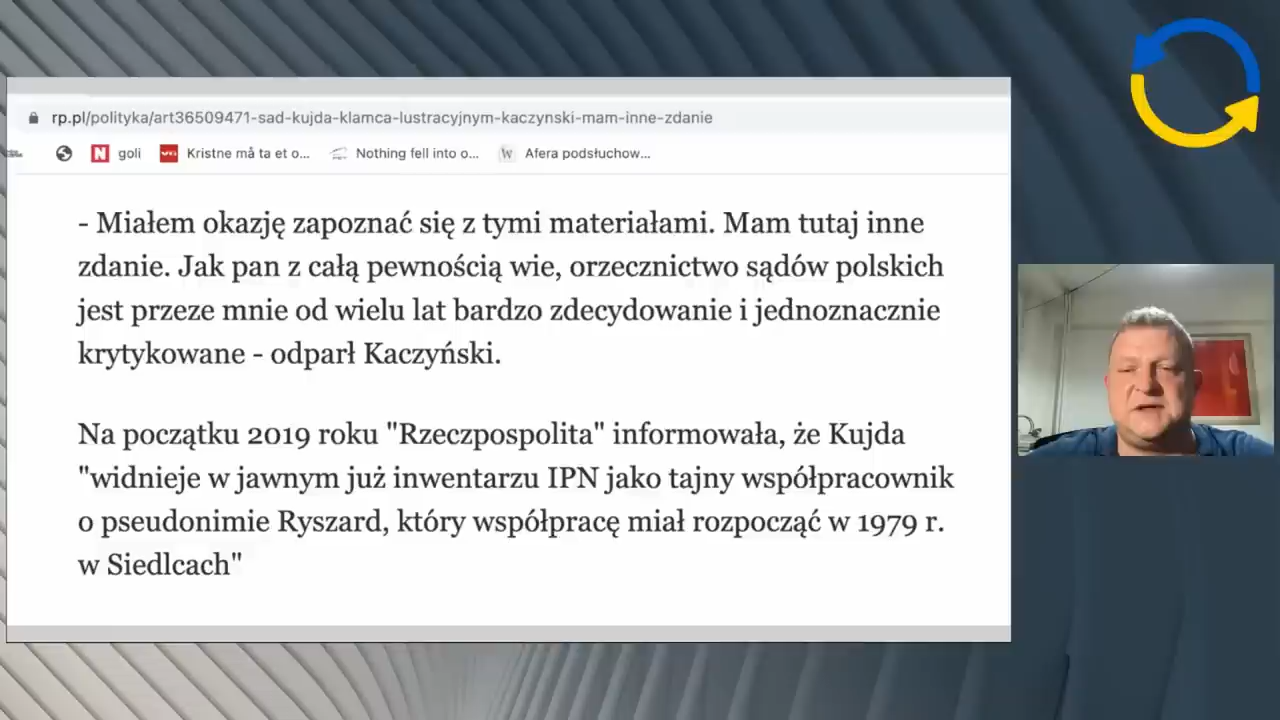 rp.pl/polityka/art36509471-sad-kujda-klamca-lustracyjnym-kaczynski-mam-inne-zdanie
N goli Kristne må ta et o... Nothing fell into o... W Afera podsłuchow...
- Miałem okazję zapoznać się z tymi materiałami. Mam tutaj inne
zdanie. Jak pan z całą pewnością wie, orzecznictwo sądów polskich
jest przeze mnie od wielu lat bardzo zdecydowanie i jednoznacznie
krytykowane - odparł Kaczyński.
Na początku 2019 roku "Rzeczpospolita" informowała, że Kujda
"widnieje w jawnym już inwentarzu IPN jako tajny współpracownik
o pseudonimie Ryszard, który współpracę miał rozpocząć w 1979 r.
w Siedlcach"